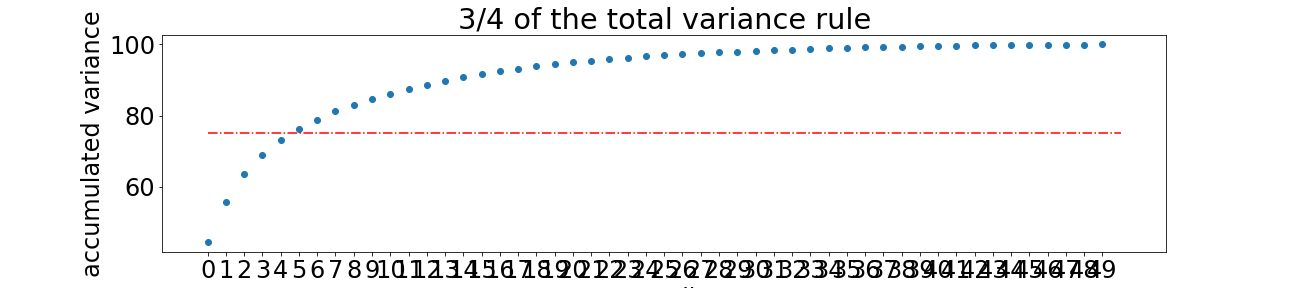 3/4 of the total variance rule
accumulated variance
100
80
60
0 1 2 3 4 5 6 7 8 9 10 11 12 13 14 15 16 17 18 19 20 21 22 23 24 25 26 27 28 29 30 31 32 33 34 35 36 37 38 39 40 41 42 43 44 45 46 47 48 49